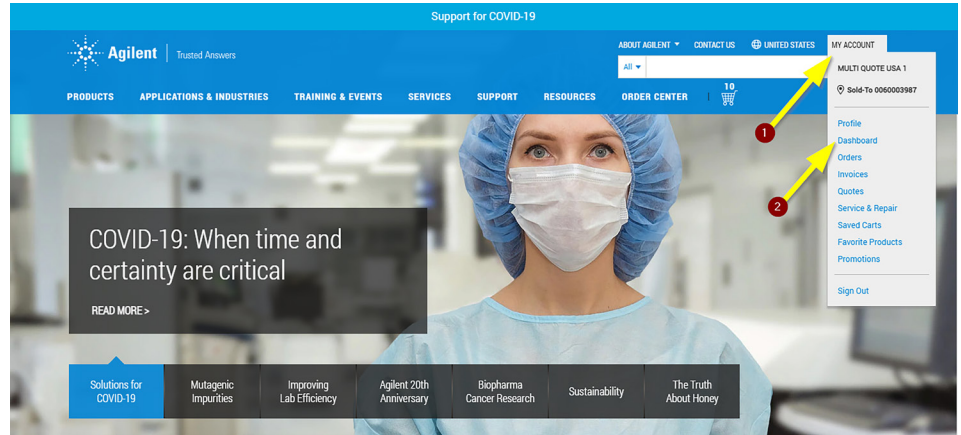 Support for COVID-19
Agilent Trusted Answers
ABOUT AGILENT CONTACT US UNITED STATES MY ACCOUNT
All
MULTI QUOTE USA 1
Sold-To 0060003987
PRODUCTS APPLICATIONS & INDUSTRIES TRAINING & EVENTS SERVICES SUPPORT RESOURCES ORDER CENTER 10
Profile
1
Dashboard
Orders
Invoices
Quotes
2
Service & Repair
Saved Carts
Favorite Products
Promotions
Sign Out
COVID-19: When time and
certainty are critical
READ MORE >
Solutions for
COVID-19
Mutagenic
Impurities
Improving
Lab Efficiency
Agilent 20th
Anniversary
Biopharma
Cancer Research
Sustainability
The Truth
About Honey